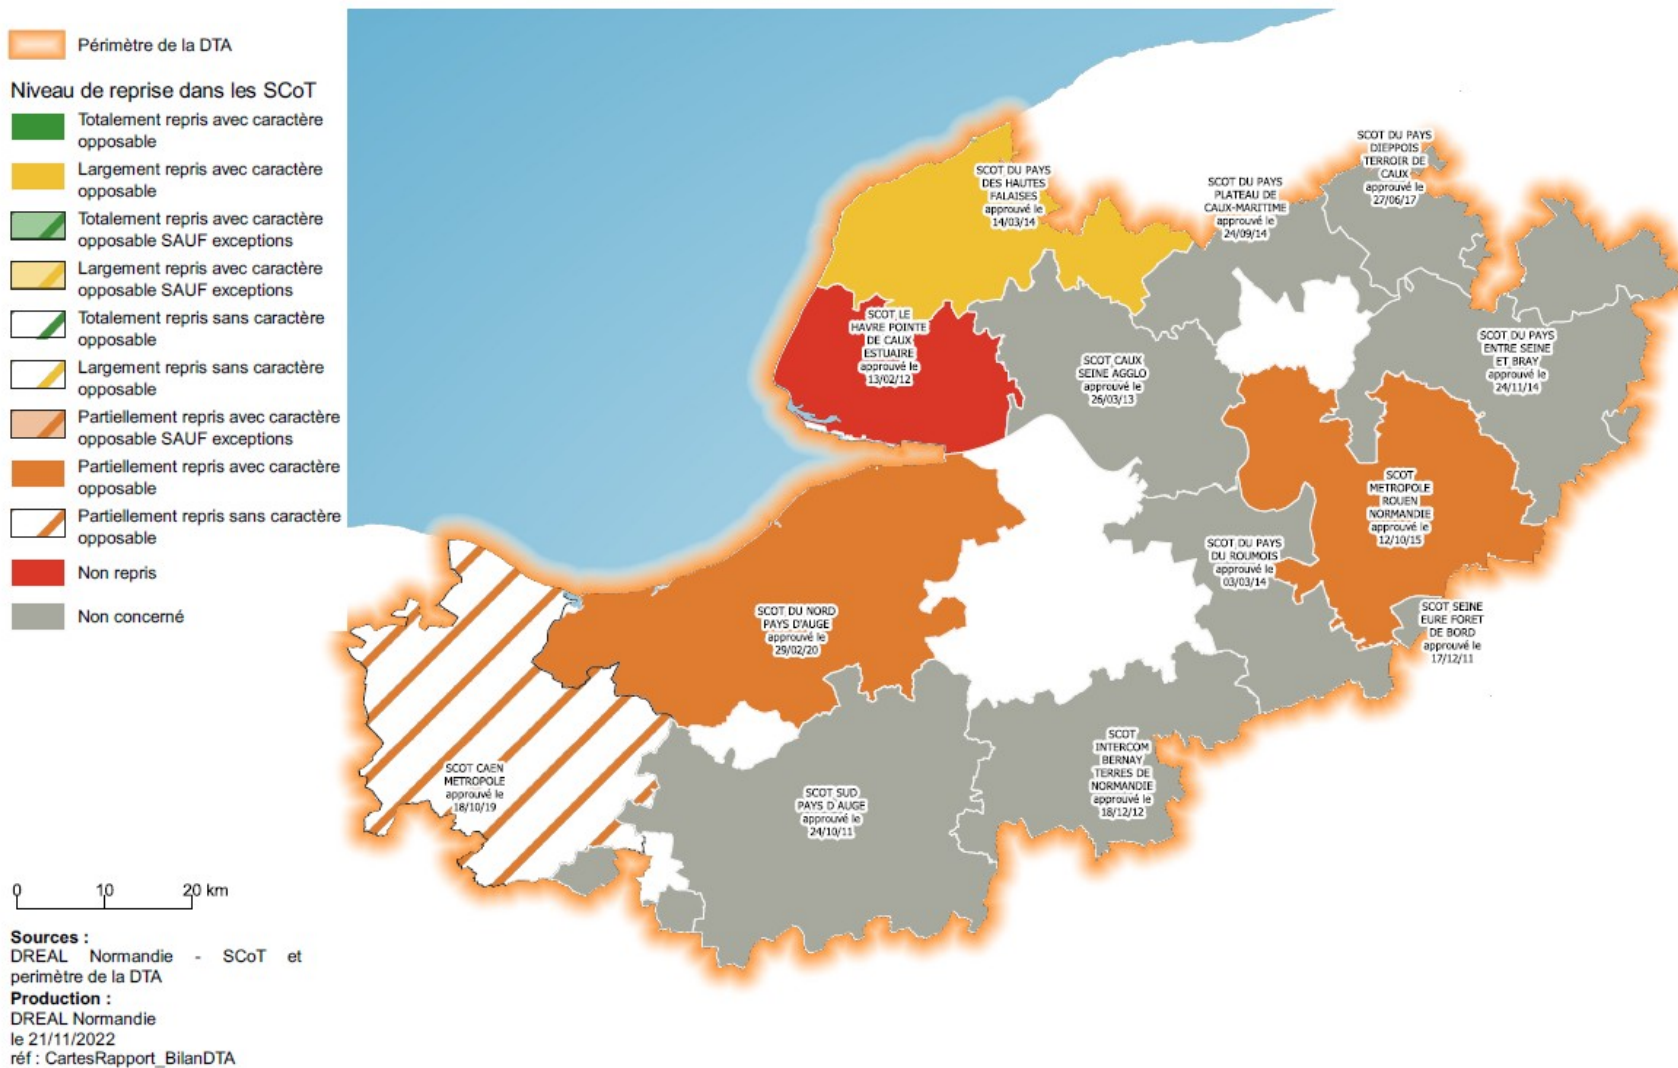 Périmètre de la DTA
Niveau de reprise dans les SCoT
Totalement repris avec caractère
opposable
Largement repris avec caractère
opposable
Totalement repris avec caractère
opposable SAUF exceptions
Largement repris avec caractère
opposable SAUF exceptions
Totalement repris sans caractère
opposable
Largement repris sans caractère
opposable
Partiellement repris avec caractère
opposable SAUF exceptions
Partiellement repris avec caractère
opposable
Partiellement repris sans caractère
opposable
Non repris
Non concerné
0 10 20 km
Sources :
DREAL Normandie - SCoT et
perimètre de la DTA
Production :
DREAL Normandie
le 21/11/2022
réf : CartesRapport_BilanDTA
SCOT DU PAYS
DIEPPOIS
TERROIR DE
CAUX
approuvé le
27/06/17
SCOT DU PAYS
DES HAUTES
FALAISES
approuvé le
14/03/14
SCOT DU PAYS
PLATEAU DE
CAUX-MARITIME
approuvé le
24/09/14
SCOT LE
HAVRE POINTE
DE CAUX
ESTUAIRE
approuvé le
13/02/12
SCOT CAUX
SEINE AGGLO
approuvé le
26/03/13
SCOT DU PAYS
ENTRE SEINE
ET BRAY
approuvé le
24/11/14
SCOT
METROPOLE
ROUEN
NORMANDIE
approuvé le
12/10/15
SCOT DU PAYS
DU ROUMOIS
approuvé le
03/03/14
SCOT DU NORD
PAYS D'AUGE
approuvé le
29/02/20
SCOT SEINE
EURE FORET
DE BORD
approuvé le
17/12/11
SCOT CAEN
METROPOLE
approuvé le
18/10/19
SCOT SUD
PAYS D'AUGE
approuvé le
24/10/11
SCOT
INTERCOM
BERNAY
TERRES DE
NORMANDIE
approuvé le
18/12/12